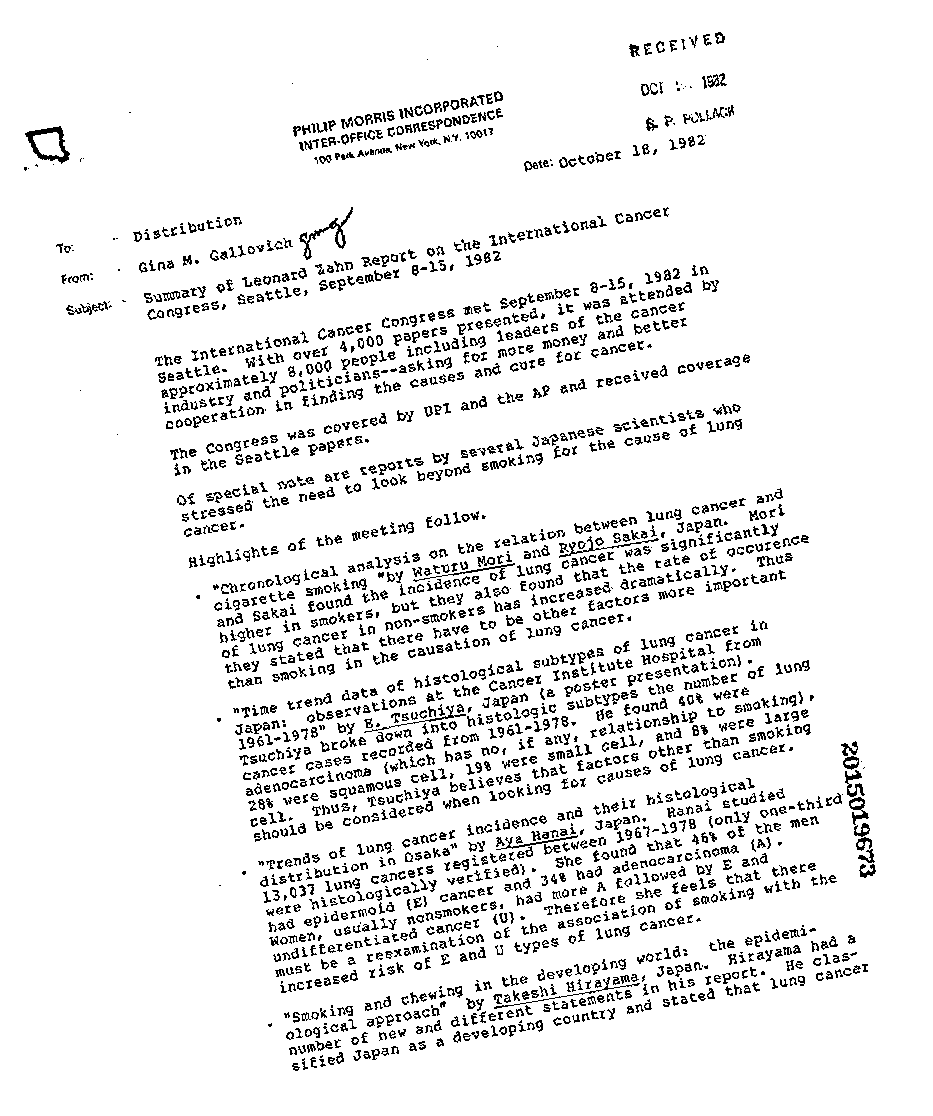 RECEIVED
OCT 1982
S. P. POLLACK
PHILIP MORRIS INCORPORATED
INTER-OFFICE CORRESPONDENCE
100 Park Avenue, New York, N.Y. 10017
Date: October 18, 1982
To: Distribution
From: Gina M. Gallovich gmg
Subject: Summary of Leonard Zahn Report on the International Cancer
Congress, Seattle, September 8-15, 1982
The International Cancer Congress met September 8-15, 1982 in
Seattle. With over 4,000 papers presented, it was attended by
approximately 8,000 people including leaders of the cancer
industry and politicians--asking for more money and better
cooperation in finding the causes and cure for cancer.
The Congress was covered by UPI and the AP and received coverage
in the Seattle papers.
Of special note are reports by several Japanese scientists who
stressed the need to look beyond smoking for the cause of lung
cancer.
Highlights of the meeting follow.
• "Chronological analysis on the relation between lung cancer and
cigarette smoking "by Waturu Mori and Ryojo Sakai, Japan. Mori
and Sakai found the incidence of lung cancer was significantly
higher in smokers, but they also found that the rate of occurence
of lung cancer in non-smokers has increased dramatically. Thus
they stated that there have to be other factors more important
than smoking in the causation of lung cancer.
• "Time trend data of histological subtypes of lung cancer in
Japan: observations at the Cancer Institute Hospital from
1961-1978" by E. Tsuchiya, Japan (a poster presentation).
Tsuchiya broke down into histologic subtypes the number of lung
cancer cases recorded from 1961-1978. He found 40% were
adenocarcinoma (which has no, if any, relationship to smoking),
28% were squamous cell, 19% were small cell, and 8% were large
cell. Thus, Tsuchiya believes that factors other than smoking
should be considered when looking for causes of lung cancer.
• "Trends of lung cancer incidence and their histological
distribution in Osaka" by Aya Hanai, Japan. Hanai studied
13,037 lung cancers registered between 1967-1978 (only one-third
were histologically verified). She found that 46% of the men
had epidermoid (E) cancer and 34% had adenocarcinoma (A).
Women, usually nonsmokers, had more A followed by E and
undifferentiated cancer (U). Therefore she feels that there
must be a reexamination of the association of smoking with the
increased risk of E and U types of lung cancer.
• "Smoking and chewing in the developing world: the epidemi-
ological approach" by Takeshi Hirayama, Japan. Hirayama had a
number of new and different statements in his report. He clas-
sified Japan as a developing country and stated that lung cancer
2015019673